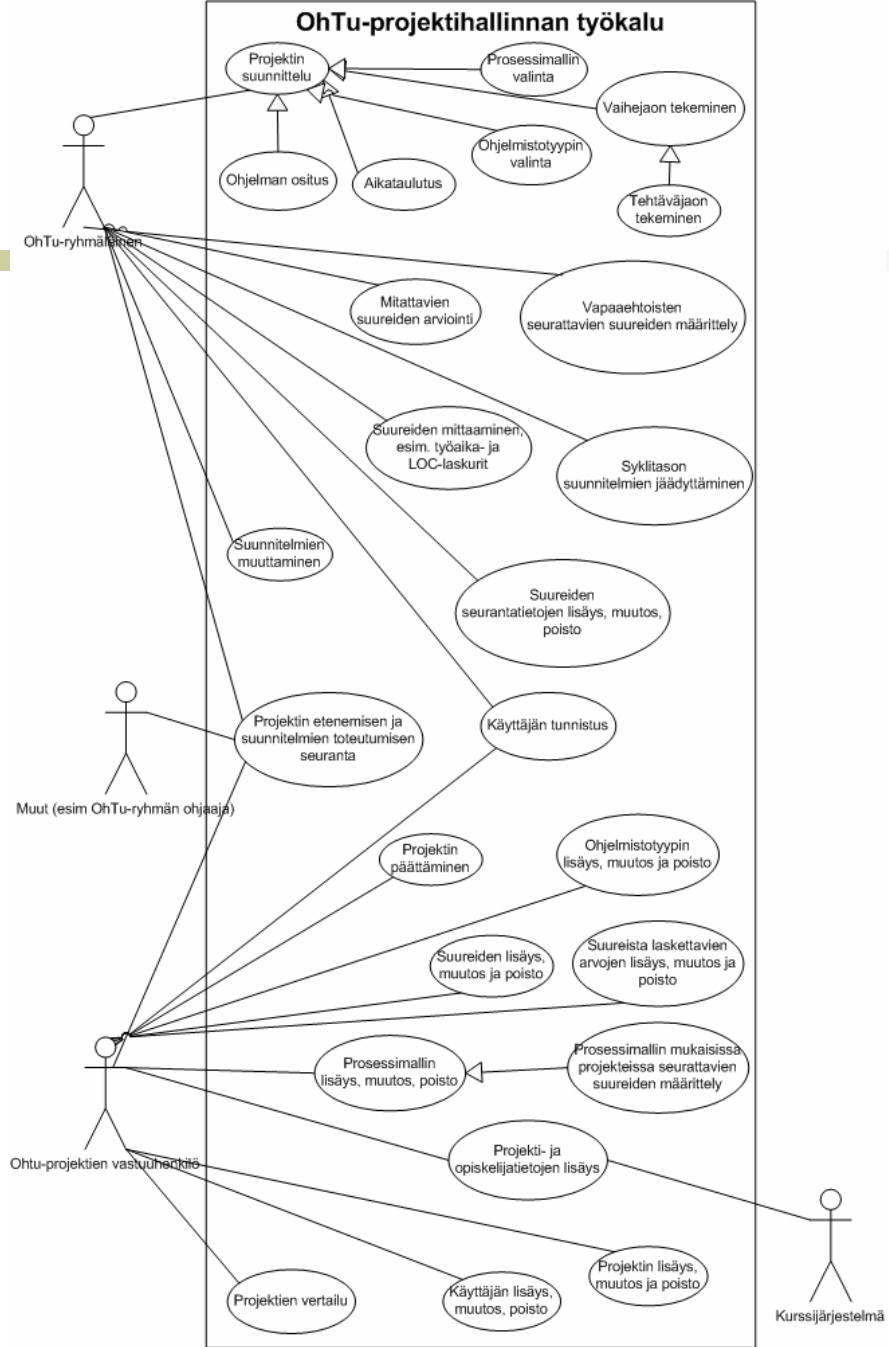 OhTu-projektihallinnan työkalu
Projektin
suunnittelu
Prosessimallin
valinta
Vaihejaon tekeminen
Ohjelmistotyypin
valinta
Ohjelman ositus
Aikataulutus
Tehtäväjaon
tekeminen
OhTu-ryhmäläinen
Mitattavien
suureiden arviointi
Vapaaehtoisten
seurattavien suureiden määrittely
Suureiden mittaaminen,
esim. työaika- ja
LOC-laskurit
Syklitason
suunnitelmien jäädyttäminen
Suunnitelmien
muuttaminen
Suureiden
seurantatietojen lisäys, muutos,
poisto
Projektin etenemisen ja
suunnitelmien toteutumisen
seuranta
Käyttäjän tunnistus
Muut (esim OhTu-ryhmän ohjaaja)
Projektin
päättäminen
Ohjelmistotyypin
lisäys, muutos ja poisto
Suureiden lisäys,
muutos ja poisto
Suureista laskettavien
arvojen lisäys, muutos ja
poisto
Prosessimallin
lisäys, muutos, poisto
Prosessimallin mukaisissa
projekteissa seurattavien
suureiden määrittely
Ohtu-projektien vastuuhenkilö
Projekti- ja
opiskelijatietojen lisäys
Projektien vertailu
Käyttäjän lisäys,
muutos, poisto
Projektin lisäys,
muutos ja poisto
Kurssijärjestelmä